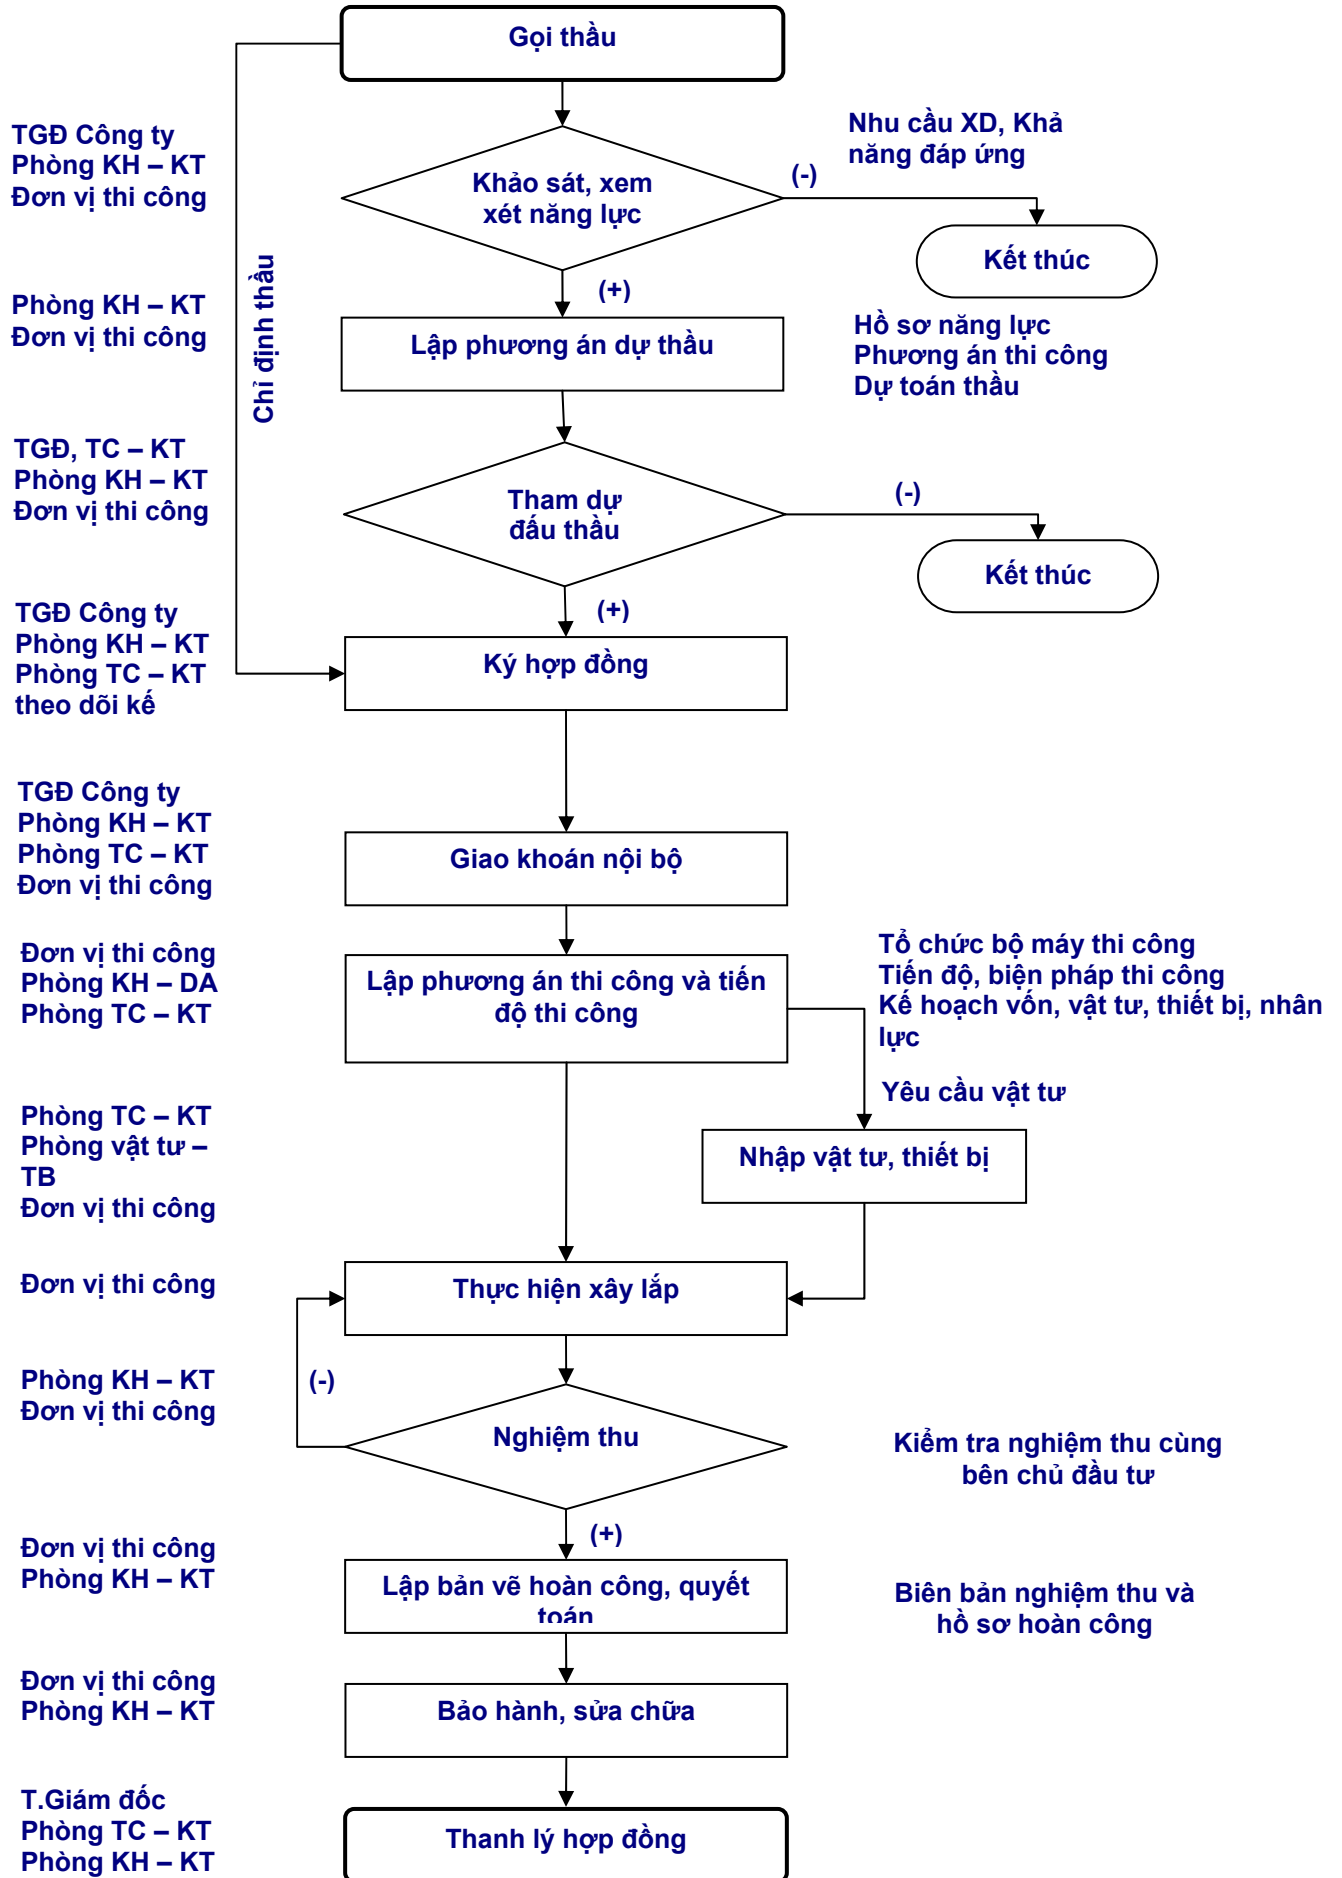 Gọi thầu
TGĐ Công ty
Phòng KH – KT
Đơn vị thi công
Nhu cầu XD, Khả
năng đáp ứng
Khảo sát, xem
xét năng lực
(-)
Kết thúc
Chỉ định thầu
(+)
Phòng KH – KT
Đơn vị thi công
Lập phương án dự thầu
Hồ sơ năng lực
Phương án thi công
Dự toán thầu
TGĐ, TC – KT
Phòng KH – KT
Đơn vị thi công
Tham dự
đấu thầu
(-)
Kết thúc
(+)
TGĐ Công ty
Phòng KH – KT
Phòng TC – KT
theo dõi kế
Ký hợp đồng
TGĐ Công ty
Phòng KH – KT
Phòng TC – KT
Đơn vị thi công
Giao khoán nội bộ
Đơn vị thi công
Phòng KH – DA
Phòng TC – KT
Lập phương án thi công và tiến
độ thi công
Tổ chức bộ máy thi công
Tiến độ, biện pháp thi công
Kế hoạch vốn, vật tư, thiết bị, nhân
lực
Yêu cầu vật tư
Phòng TC – KT
Phòng vật tư –
TB
Đơn vị thi công
Nhập vật tư, thiết bị
Đơn vị thi công
Thực hiện xây lắp
Phòng KH – KT
Đơn vị thi công
(-)
Nghiệm thu
Kiểm tra nghiệm thu cùng
bên chủ đầu tư
(+)
Đơn vị thi công
Phòng KH – KT
Lập bản vẽ hoàn công, quyết
toán
Biên bản nghiệm thu và
hồ sơ hoàn công
Đơn vị thi công
Phòng KH – KT
Bảo hành, sửa chữa
T.Giám đốc
Phòng TC – KT
Phòng KH – KT
Thanh lý hợp đồng